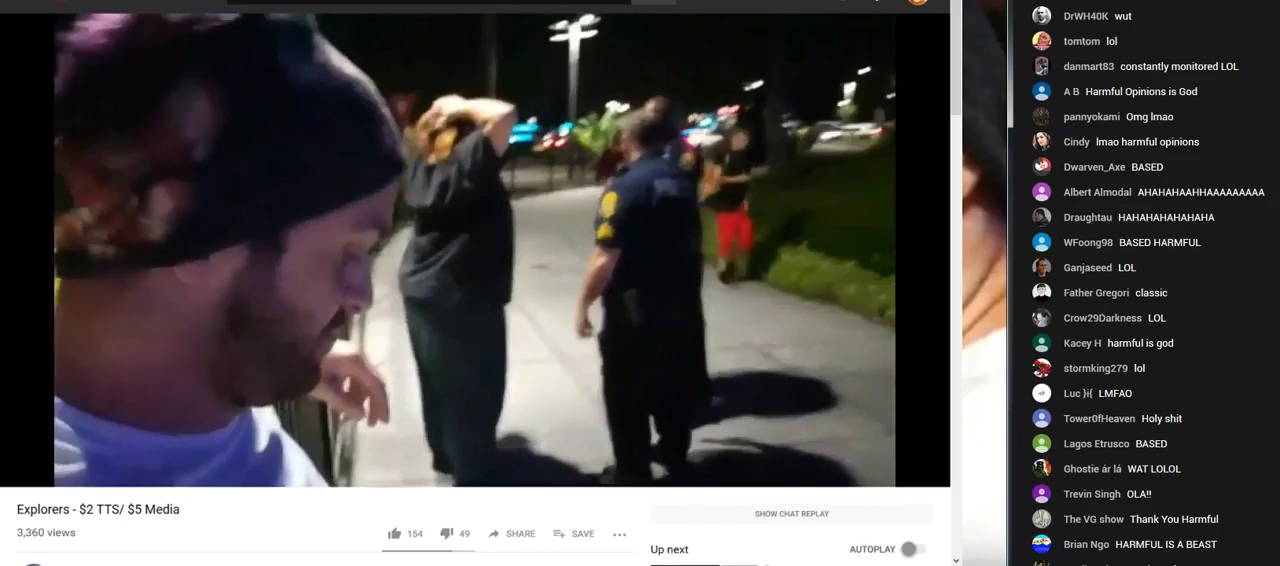 Explorers - $2 TTS/ $5 Media
3,360 views
154
49
SHARE
SAVE
SHOW CHAT REPLAY
Up next
AUTOPLAY
DrWH40K wut
tomtom lol
danmart83 constantly monitored LOL
A B Harmful Opinions is God
pannyokami Omg lmao
Cindy lmao harmful opinions
Dwarven_Axe BASED
Albert Almodal AHAHAHAAHHAAAAAAAAA
Draughtau HAHAHAHAHAHAHA
WFoong98 BASED HARMFUL
Ganjaseed LOL
Father Gregori classic
Crow29Darkness LOL
Kacey H harmful is god
stormking279 lol
Luc }i{ LMFAO
Tower0fHeaven Holy shit
Lagos Etrusco BASED
Ghostie ár lá WAT LOLOL
Trevin Singh OLA!!
The VG show Thank You Harmful
Brian Ngo HARMFUL IS A BEAST